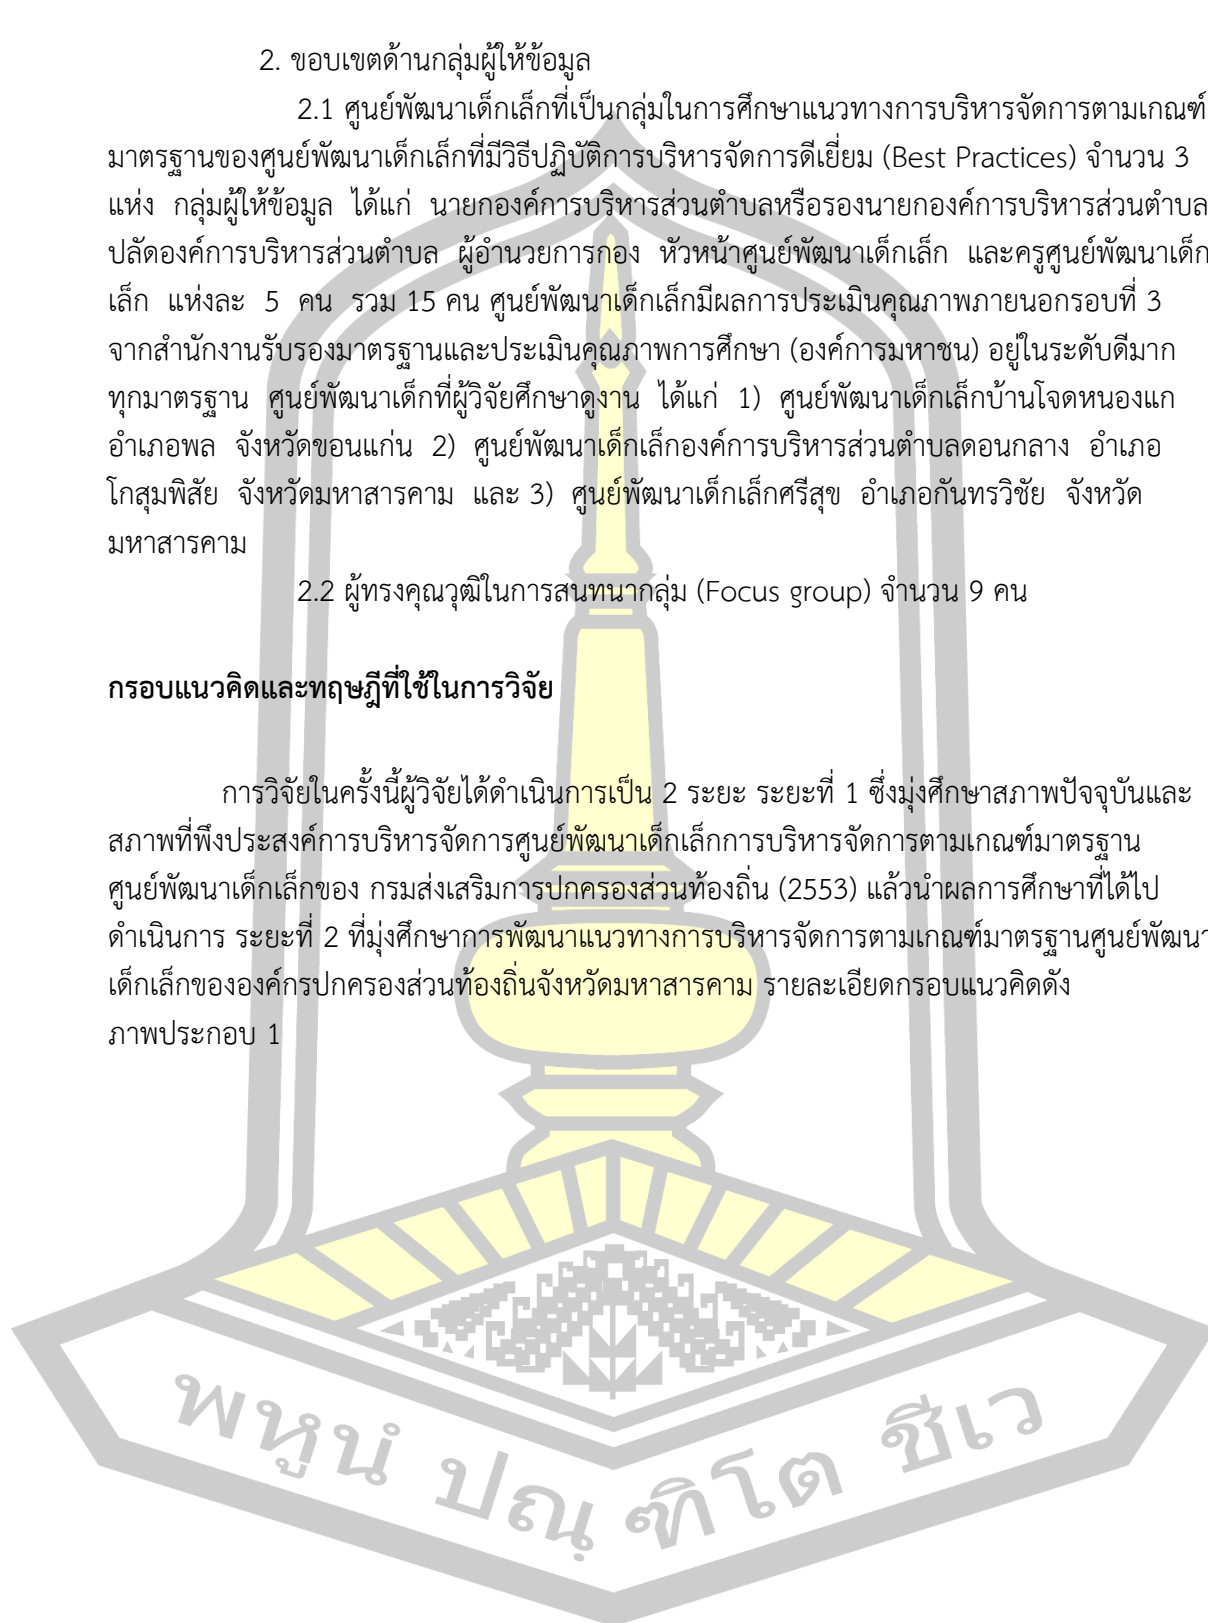 2. ขอบเขตด้านกลุ่มผู้ให้ข้อมูล
2.1 ศูนย์พัฒนาเด็กเล็กที่เป็นกลุ่มในการศึกษาแนวทางการบริหารจัดการตามเกณฑ์
มาตรฐานของศูนย์พัฒนาเด็กเล็กที่มีวิธีปฏิบัติการบริหารจัดการดีเยี่ยม (Best Practices) จำนวน 3
แห่ง กลุ่มผู้ให้ข้อมูล ได้แก่ นายกองค์การบริหารส่วนตำบลหรือรองนายกองค์การบริหารส่วนตำบล
ปลัดองค์การบริหารส่วนตำบล ผู้อำนวยการกอง หัวหน้าศูนย์พัฒนาเด็กเล็ก และครูศูนย์พัฒนาเด็ก
เล็ก แห่งละ 5 คน รวม 15 คน ศูนย์พัฒนาเด็กเล็กมีผลการประเมินคุณภาพภายนอกรอบที่ 3
จากสำนักงานรับรองมาตรฐานและประเมินคุณภาพการศึกษา (องค์การมหาชน) อยู่ในระดับดีมาก
ทุกมาตรฐาน ศูนย์พัฒนาเด็กที่ผู้วิจัยศึกษาดูงาน ได้แก่ 1) ศูนย์พัฒนาเด็กเล็กบ้านโจดหนองแก
อำเภอพล จังหวัดขอนแก่น 2) ศูนย์พัฒนาเด็กเล็กองค์การบริหารส่วนตำบลดอนกลาง อำเภอ
โกสุมพิสัย จังหวัดมหาสารคาม และ 3) ศูนย์พัฒนาเด็กเล็กศรีสุข อำเภอกันทรวิชัย จังหวัด
มหาสารคาม
2.2 ผู้ทรงคุณวุฒิในการสนทนากลุ่ม (Focus group) จำนวน 9 คน
กรอบแนวคิดและทฤษฎีที่ใช้ในการวิจัย
การวิจัยในครั้งนี้ผู้วิจัยได้ดำเนินการเป็น 2 ระยะ ระยะที่ 1 ซึ่งมุ่งศึกษาสภาพปัจจุบันและ
สภาพที่พึงประสงค์การบริหารจัดการศูนย์พัฒนาเด็กเล็กการบริหารจัดการตามเกณฑ์มาตรฐาน
ศูนย์พัฒนาเด็กเล็กของ กรมส่งเสริมการปกครองส่วนท้องถิ่น (2553) แล้วนำผลการศึกษาที่ได้ไป
ดำเนินการ ระยะที่ 2 ที่มุ่งศึกษาการพัฒนาแนวทางการบริหารจัดการตามเกณฑ์มาตรฐานศูนย์พัฒนา
เด็กเล็กขององค์กรปกครองส่วนท้องถิ่นจังหวัดมหาสารคาม รายละเอียดกรอบแนวคิดดัง
ภาพประกอบ 1
พหูนํ ปณฺฑิโต ชีเว